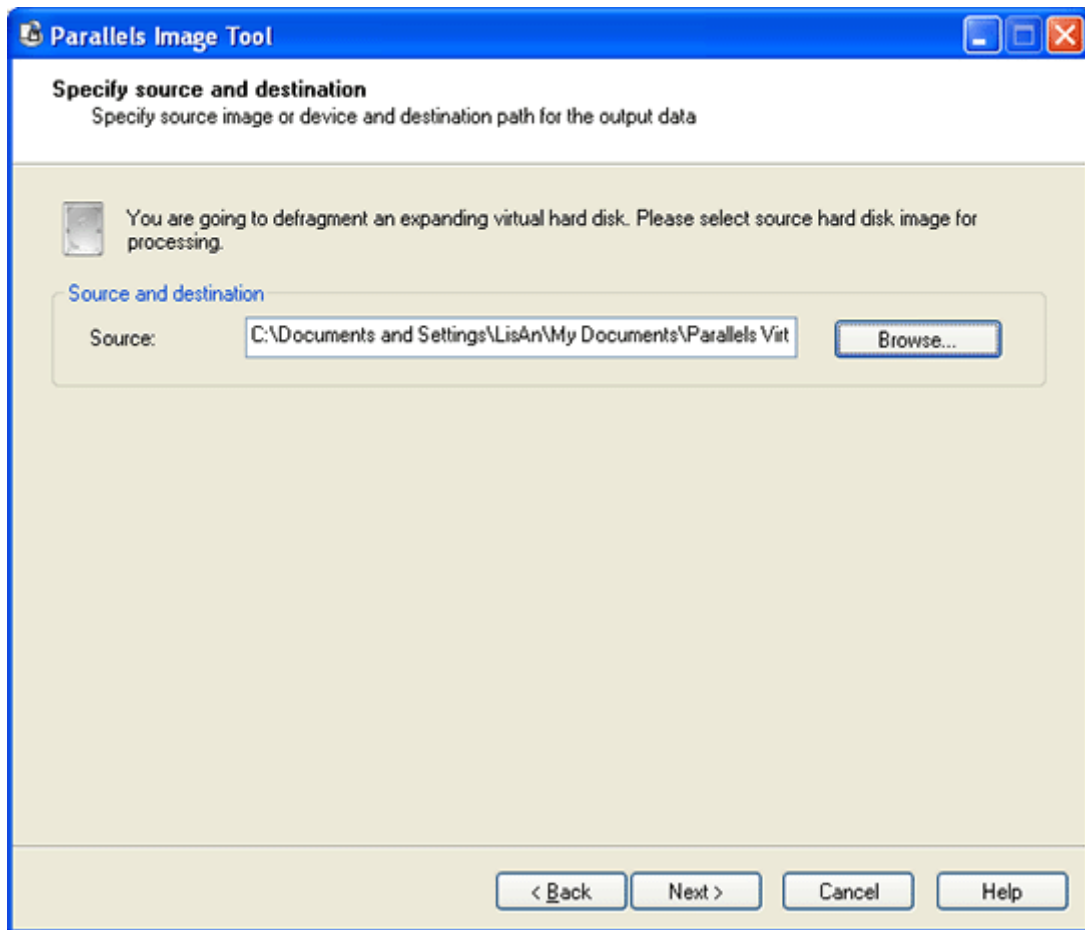 Parallels Image Tool
Specify source and destination
Specify source image or device and destination path for the output data
You are going to defragment an expanding virtual hard disk. Please select source hard disk image for
processing.
Source and destination
Source:
C:\Documents and Settings\LisAn\My Documents\Parallels Virt
Browse...
< Back
Next >
Cancel
Help